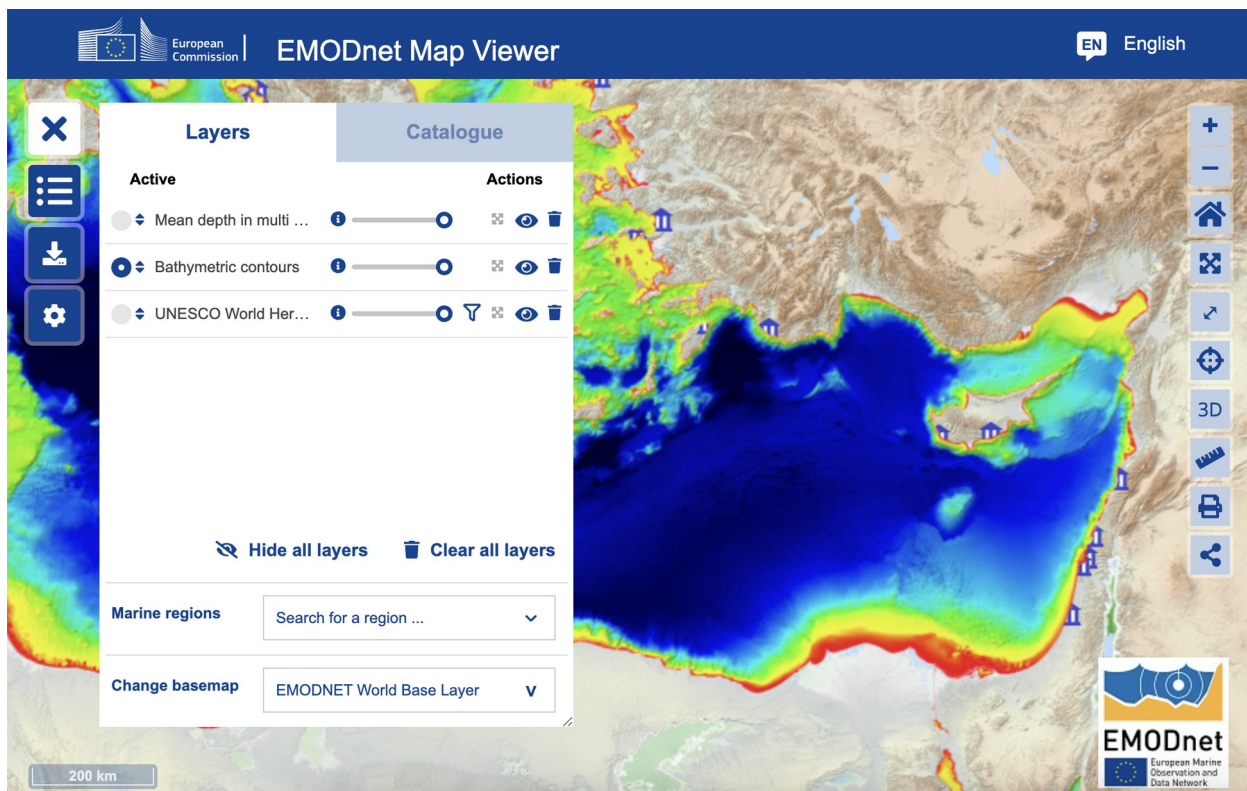 European
Commission
EMODnet Map Viewer
EN English
Layers Catalogue
Active Actions
Mean depth in multi ...
Bathymetric contours
UNESCO World Her...
Hide all layers Clear all layers
Marine regions Search for a region ...
Change basemap EMODNET World Base Layer
200 km
+
−
3D
EMODnet
European Marine
Observation and
Data Network